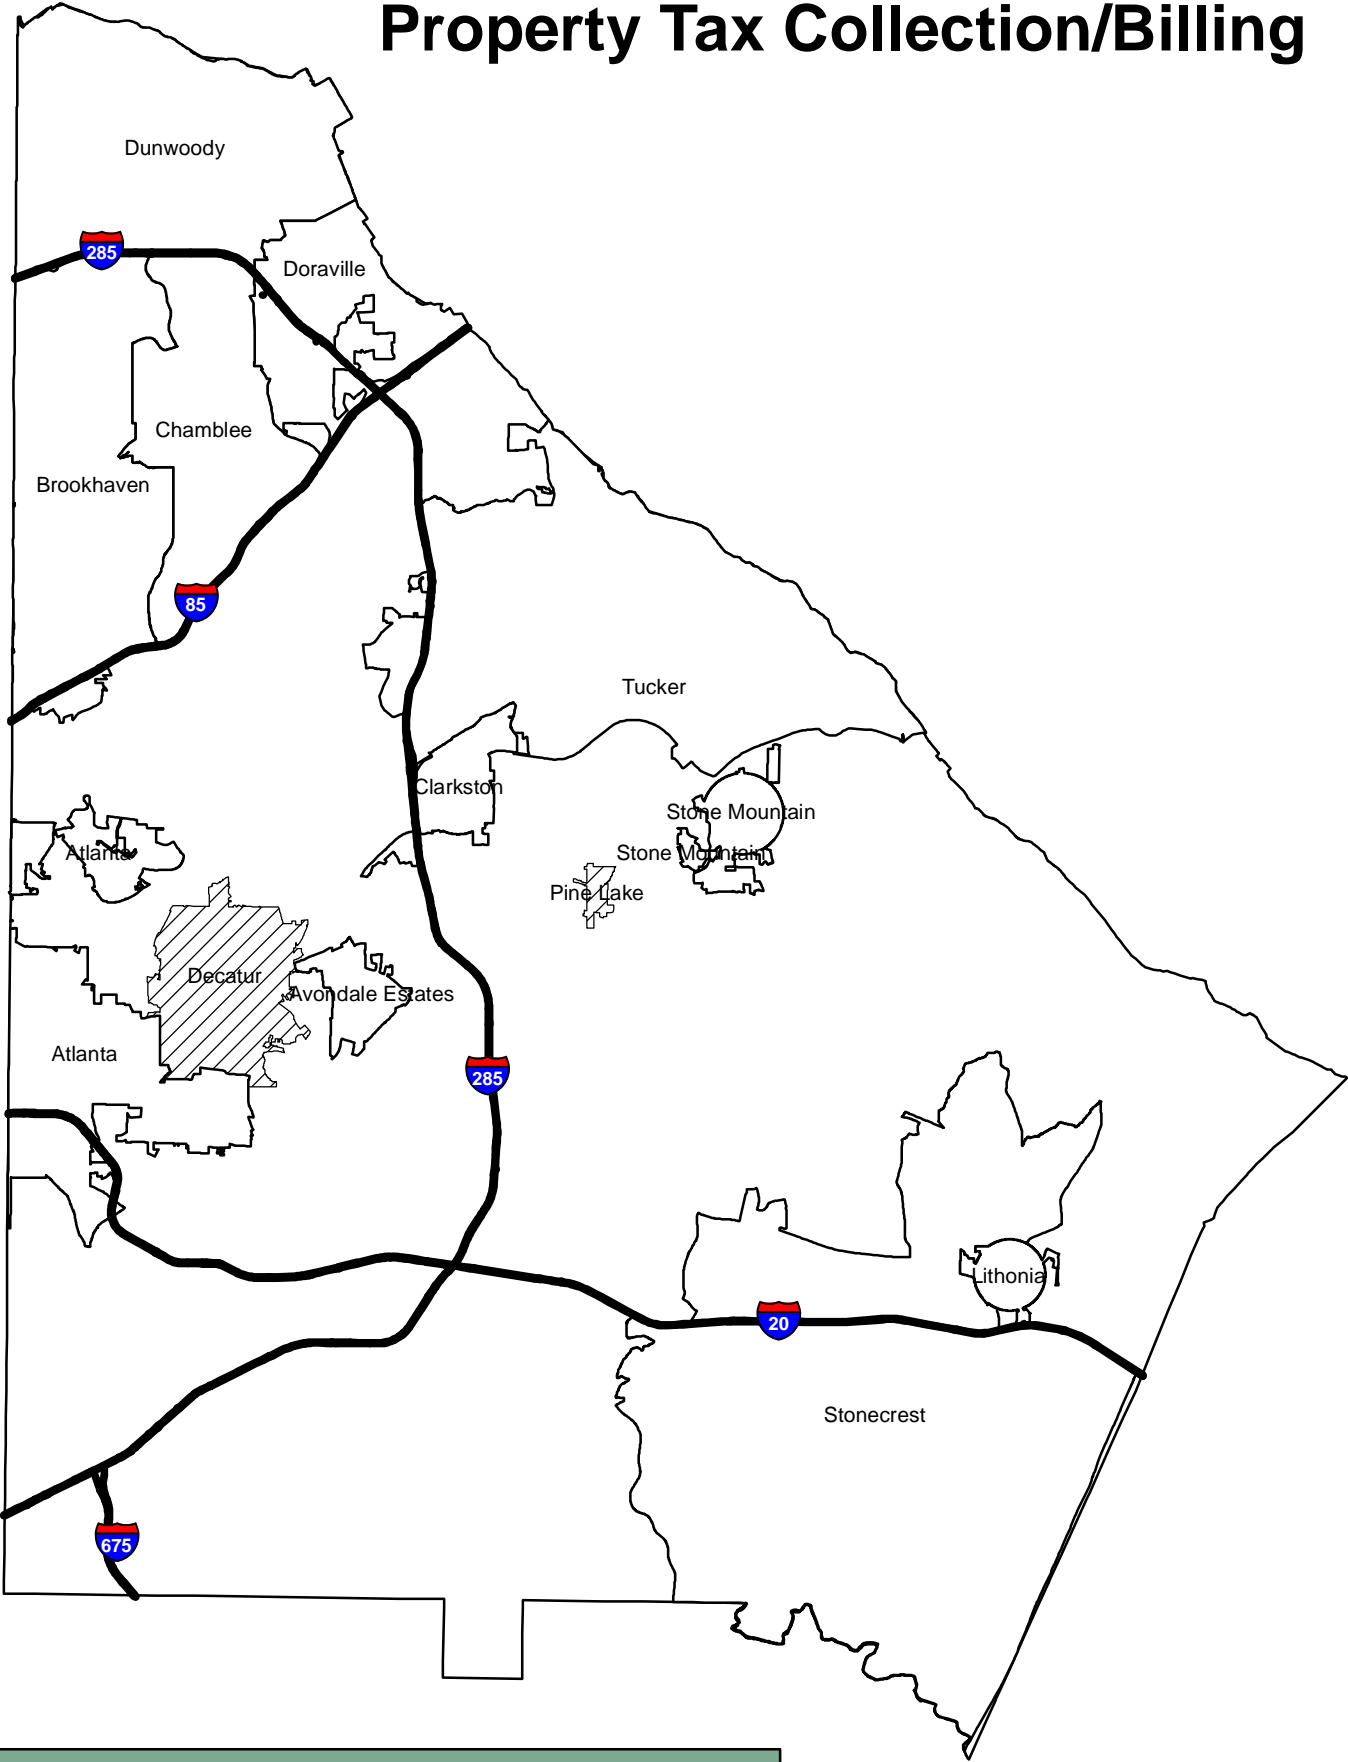 Property Tax Collection/Billing
Dunwoody
285
Doraville
Chamblee
Brookhaven
85
Tucker
Clarkston
Stone Mountain
Atlanta
Stone Mountain
Pine Lake
Decatur
Avondale Estates
Atlanta
285
Lithonia
20
Stonecrest
675